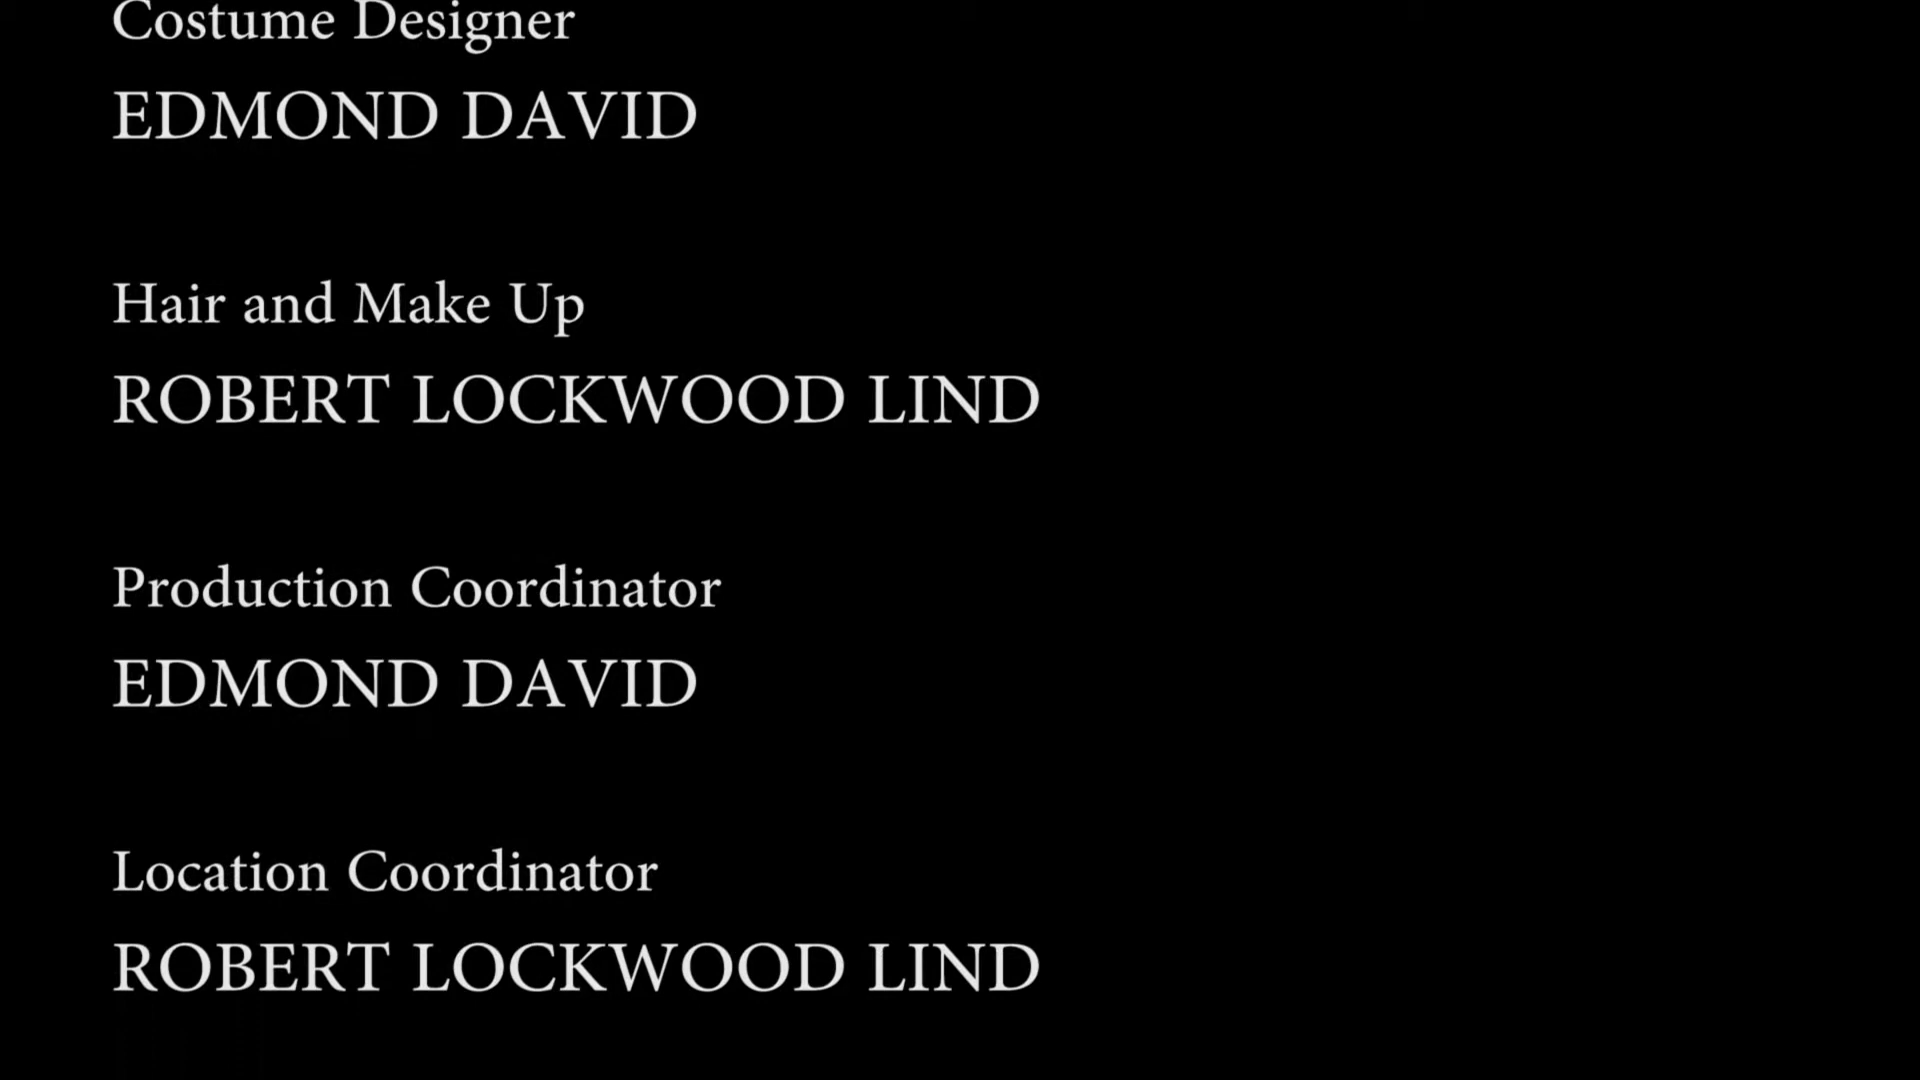 Costume Designer
EDMOND DAVID
Hair and Make Up
ROBERT LOCKWOOD LIND
Production Coordinator
EDMOND DAVID
Location Coordinator
ROBERT LOCKWOOD LIND